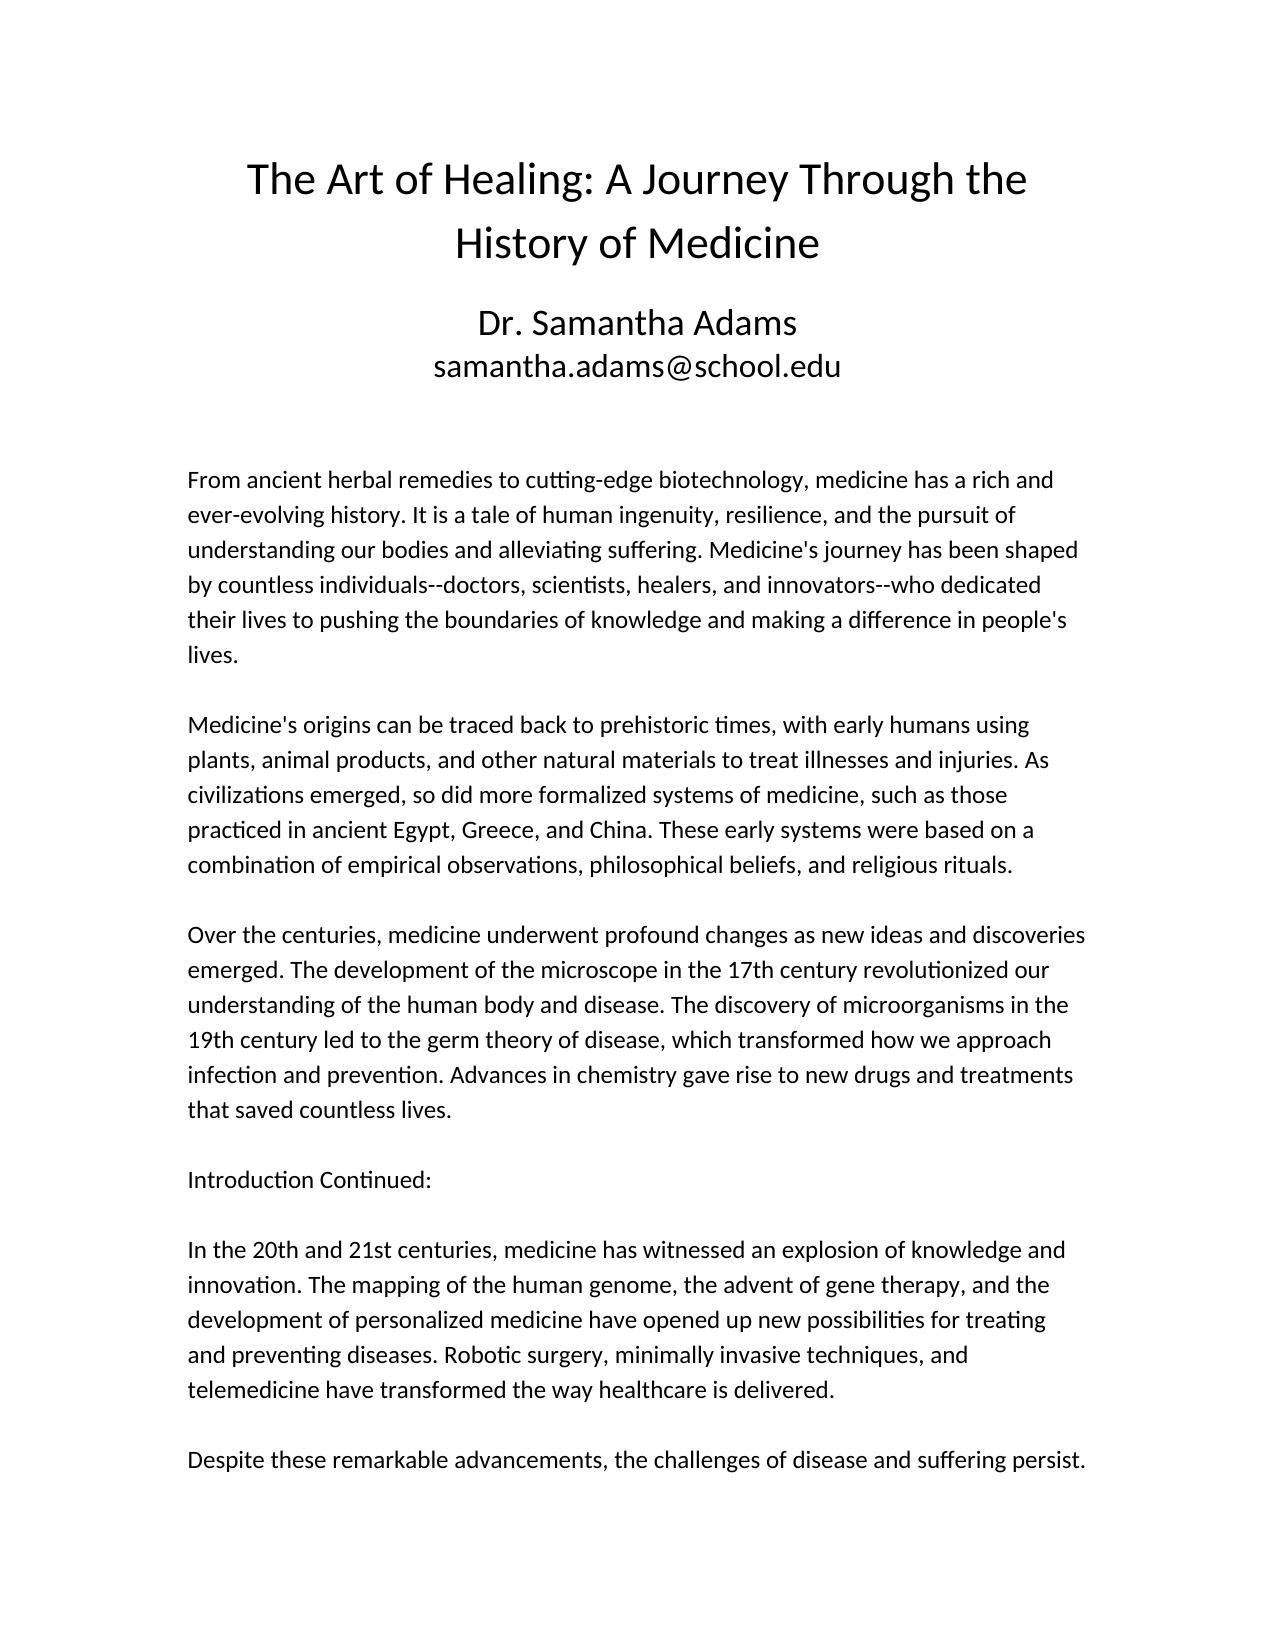 The Art of Healing: A Journey Through the
History of Medicine
Dr. Samantha Adams
samantha.adams@school.edu
From ancient herbal remedies to cutting-edge biotechnology, medicine has a rich and
ever-evolving history. It is a tale of human ingenuity, resilience, and the pursuit of
understanding our bodies and alleviating suffering. Medicine's journey has been shaped
by countless individuals--doctors, scientists, healers, and innovators--who dedicated
their lives to pushing the boundaries of knowledge and making a difference in people's
lives.
Medicine's origins can be traced back to prehistoric times, with early humans using
plants, animal products, and other natural materials to treat illnesses and injuries. As
civilizations emerged, so did more formalized systems of medicine, such as those
practiced in ancient Egypt, Greece, and China. These early systems were based on a
combination of empirical observations, philosophical beliefs, and religious rituals.
Over the centuries, medicine underwent profound changes as new ideas and discoveries
emerged. The development of the microscope in the 17th century revolutionized our
understanding of the human body and disease. The discovery of microorganisms in the
19th century led to the germ theory of disease, which transformed how we approach
infection and prevention. Advances in chemistry gave rise to new drugs and treatments
that saved countless lives.
Introduction Continued:
In the 20th and 21st centuries, medicine has witnessed an explosion of knowledge and
innovation. The mapping of the human genome, the advent of gene therapy, and the
development of personalized medicine have opened up new possibilities for treating
and preventing diseases. Robotic surgery, minimally invasive techniques, and
telemedicine have transformed the way healthcare is delivered.
Despite these remarkable advancements, the challenges of disease and suffering persist.